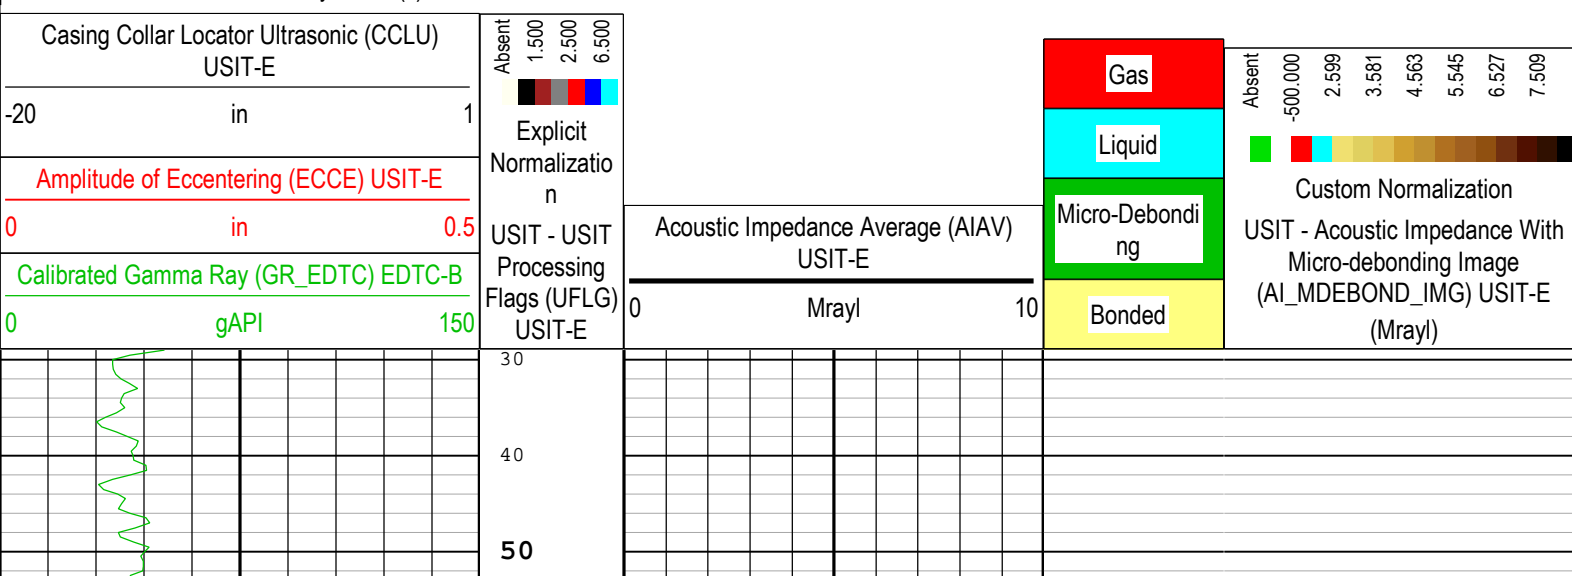 Casing Collar Locator Ultrasonic (CCLU)
USIT-E
-20 in 1
Amplitude of Eccentering (ECCE) USIT-E
0 in 0.5
Calibrated Gamma Ray (GR_EDTC) EDTC-B
0 gAPI 150
Absent
1.500
2.500
6.500
Explicit
Normalizatio
n
USIT - USIT
Processing
Flags (UFLG)
USIT-E
Acoustic Impedance Average (AIAV)
USIT-E
0 Mrayl 10
Gas
Liquid
Micro-Debondi
ng
Bonded
Absent
-500.000
2.599
3.581
4.563
5.545
6.527
7.509
Custom Normalization
USIT - Acoustic Impedance With
Micro-debonding Image
(AI_MDEBOND_IMG) USIT-E
(Mrayl)
30
40
50